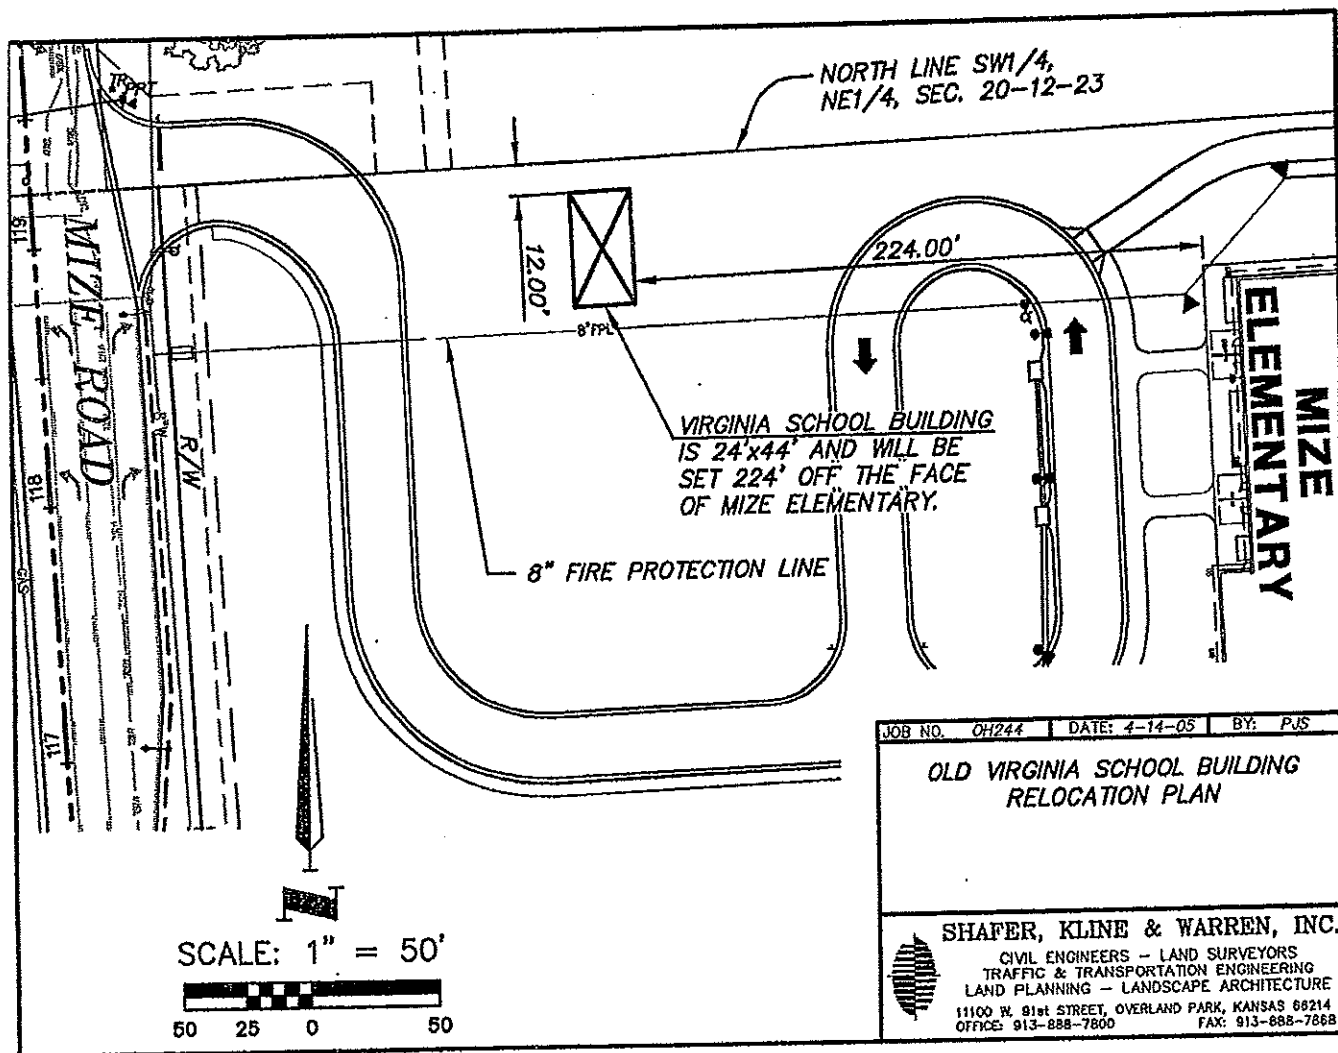 NORTH LINE SW1/4,
NE1/4, SEC. 20-12-23
12.00'
224.00'
8"FPL
119
118
117
MIZE ROAD
R/W
GAS
VIRGINIA SCHOOL BUILDING
IS 24'x44' AND WILL BE
SET 224' OFF THE FACE
OF MIZE ELEMENTARY.
8" FIRE PROTECTION LINE
MIZE
ELEMENTARY
SCALE: 1" = 50'
50 25 0 50
JOB NO. OH244 DATE: 4-14-05 BY: PJS
OLD VIRGINIA SCHOOL BUILDING
RELOCATION PLAN
SHAFER, KLINE & WARREN, INC.
CIVIL ENGINEERS - LAND SURVEYORS
TRAFFIC & TRANSPORTATION ENGINEERING
LAND PLANNING - LANDSCAPE ARCHITECTURE
11100 W. 91st STREET, OVERLAND PARK, KANSAS 66214
OFFICE: 913-888-7800 FAX: 913-888-7868